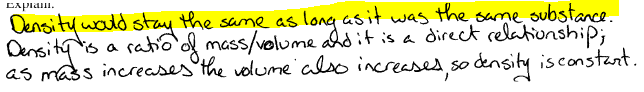 Explain.
Density would stay the same as long as it was the same substance.
Density is a ratio of mass/volume and it is a direct relationship;
as mass increases the volume also increases, so density is constant.